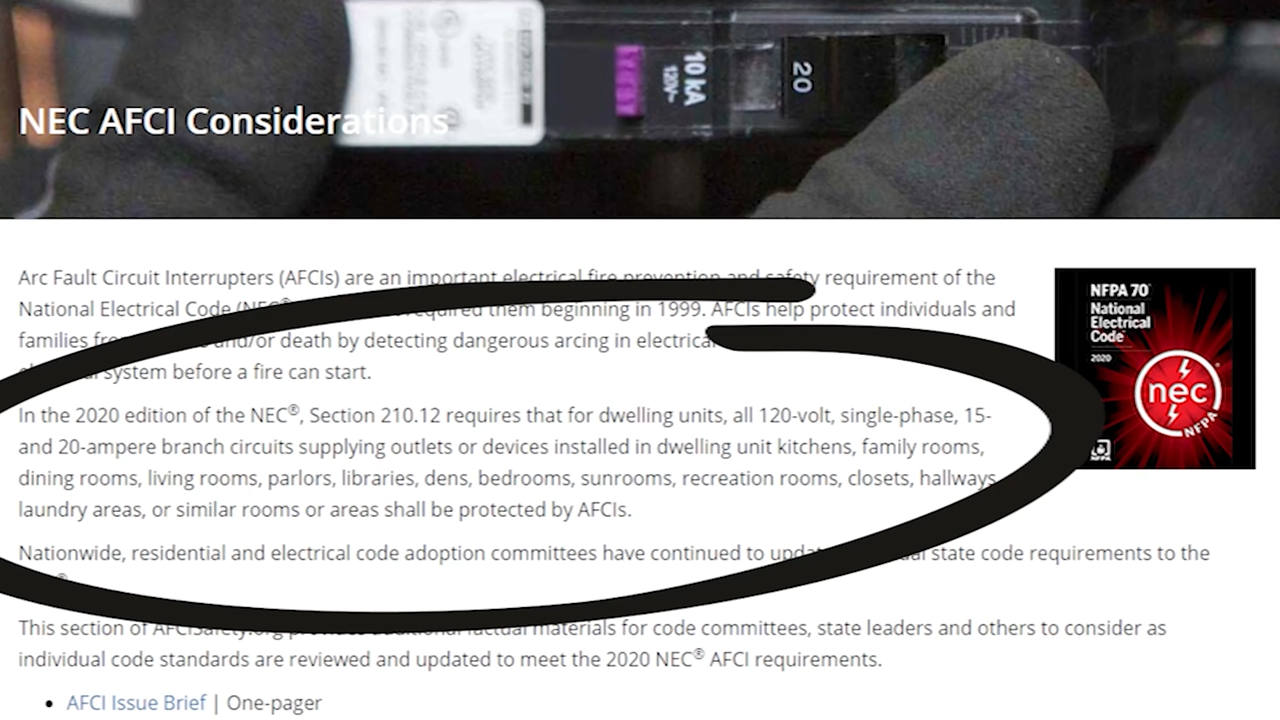 10 kA
120V~
20
NEC AFCI Considerations
Arc Fault Circuit Interrupters (AFCIs) are an important electrical fire prevention and safety requirement of the
National Electrical Code (NEC® required them beginning in 1999. AFCIs help protect individuals and
families and/or death by detecting dangerous arcing in electrical
system before a fire can start.
In the 2020 edition of the NEC®, Section 210.12 requires that for dwelling units, all 120-volt, single-phase, 15-
and 20-ampere branch circuits supplying outlets or devices installed in dwelling unit kitchens, family rooms,
dining rooms, living rooms, parlors, libraries, dens, bedrooms, sunrooms, recreation rooms, closets, hallways
laundry areas, or similar rooms or areas shall be protected by AFCIs.
Nationwide, residential and electrical code adoption committees have continued to state code requirements to the
This section of AFCISafety.org factual materials for code committees, state leaders and others to consider as
individual code standards are reviewed and updated to meet the 2020 NEC® AFCI requirements.
• AFCI Issue Brief | One-pager
NFPA 70®
National
Electrical
Code®
2020
nec
NFPA
NFPA